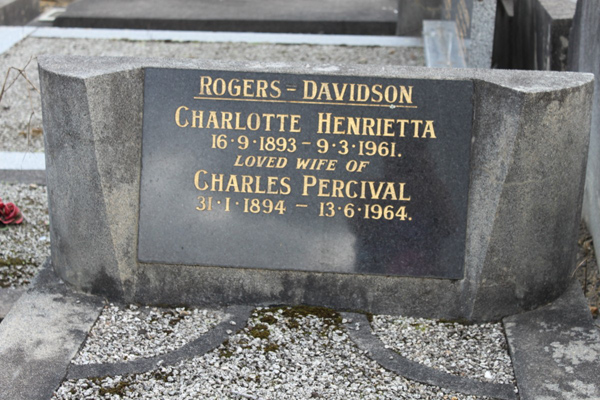 ROGERS - DAVIDSON
CHARLOTTE HENRIETTA
16·9·1893 - 9·3·1961.
LOVED WIFE OF
CHARLES PERCIVAL
31·1·1894 - 13·6·1964.